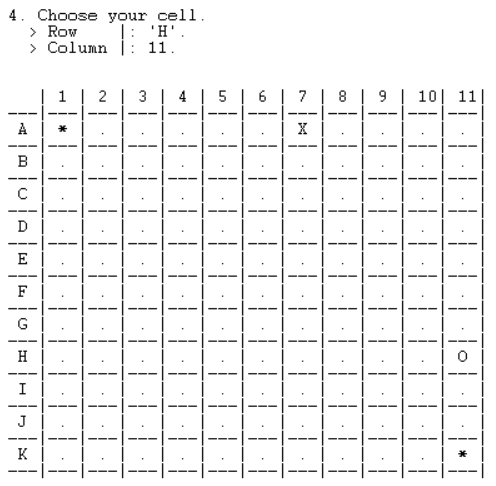 4. Choose your cell.
> Row |: 'H'.
> Column |: 11.
| 1 | 2 | 3 | 4 | 5 | 6 | 7 | 8 | 9 | 10| 11|
---|---|---|---|---|---|---|---|---|---|---|---|
A | * | . | . | . | . | . | X | . | . | . | . |
---|---|---|---|---|---|---|---|---|---|---|---|
B | . | . | . | . | . | . | . | . | . | . | . |
---|---|---|---|---|---|---|---|---|---|---|---|
C | . | . | . | . | . | . | . | . | . | . | . |
---|---|---|---|---|---|---|---|---|---|---|---|
D | . | . | . | . | . | . | . | . | . | . | . |
---|---|---|---|---|---|---|---|---|---|---|---|
E | . | . | . | . | . | . | . | . | . | . | . |
---|---|---|---|---|---|---|---|---|---|---|---|
F | . | . | . | . | . | . | . | . | . | . | . |
---|---|---|---|---|---|---|---|---|---|---|---|
G | . | . | . | . | . | . | . | . | . | . | . |
---|---|---|---|---|---|---|---|---|---|---|---|
H | . | . | . | . | . | . | . | . | . | . | O |
---|---|---|---|---|---|---|---|---|---|---|---|
I | . | . | . | . | . | . | . | . | . | . | . |
---|---|---|---|---|---|---|---|---|---|---|---|
J | . | . | . | . | . | . | . | . | . | . | . |
---|---|---|---|---|---|---|---|---|---|---|---|
K | . | . | . | . | . | . | . | . | . | . | * |
---|---|---|---|---|---|---|---|---|---|---|---|